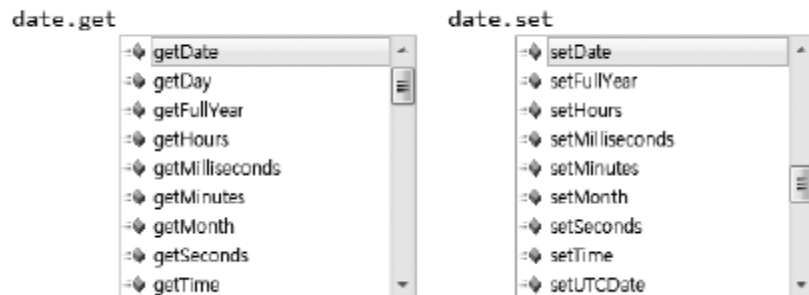 date.get
getDate
getDay
getFullYear
getHours
getMilliseconds
getMinutes
getMonth
getSeconds
getTime
date.set
setDate
setFullYear
setHours
setMilliseconds
setMinutes
setMonth
setSeconds
setTime
setUTCDate